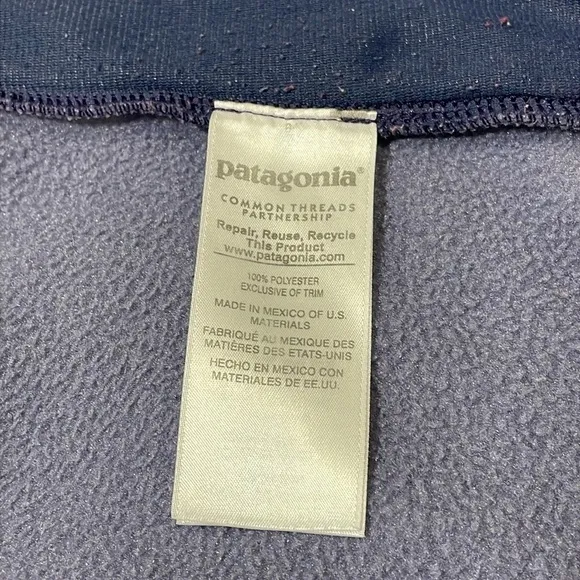 patagonia®
COMMON THREADS
PARTNERSHIP
Repair, Reuse, Recycle
This Product
www.patagonia.com
100% POLYESTER
EXCLUSIVE OF TRIM
MADE IN MEXICO OF U.S.
MATERIALS
FABRIQUÉ AU MEXIQUE DES
MATIÈRES DES ETATS-UNIS
HECHO EN MEXICO CON
MATERIALES DE EE.UU.